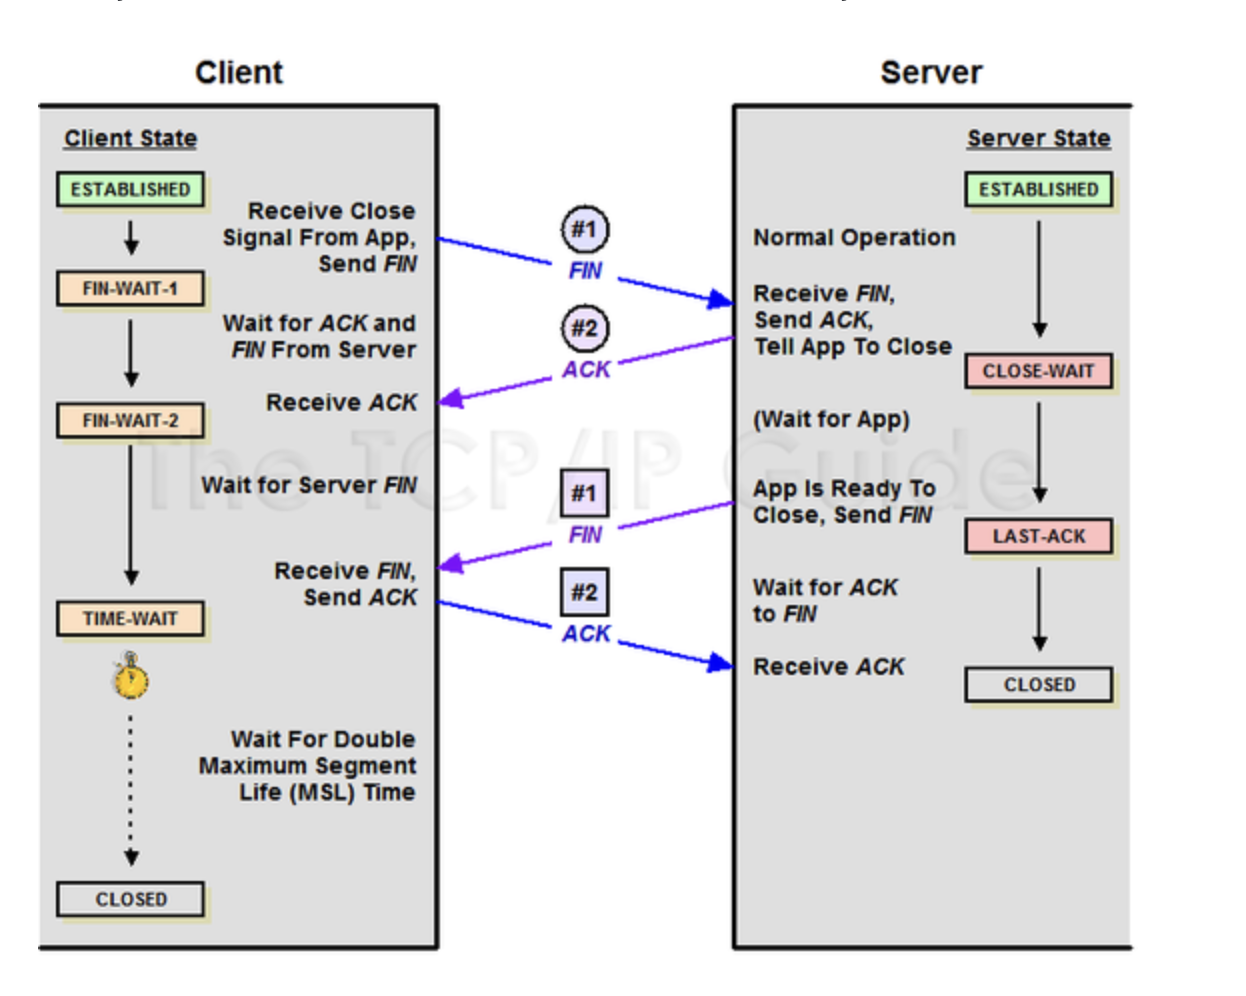 Client
Server
Client State
ESTABLISHED
Receive Close
Signal From App,
Send FIN
FIN-WAIT-1
Wait for ACK and
FIN From Server
Receive ACK
FIN-WAIT-2
Wait for Server FIN
Receive FIN,
Send ACK
TIME-WAIT
Wait For Double
Maximum Segment
Life (MSL) Time
CLOSED
#1
FIN
#2
ACK
#1
FIN
#2
ACK
Server State
ESTABLISHED
Normal Operation
Receive FIN,
Send ACK,
Tell App To Close
CLOSE-WAIT
(Wait for App)
App Is Ready To
Close, Send FIN
LAST-ACK
Wait for ACK
to FIN
Receive ACK
CLOSED
The TCP/IP Guide